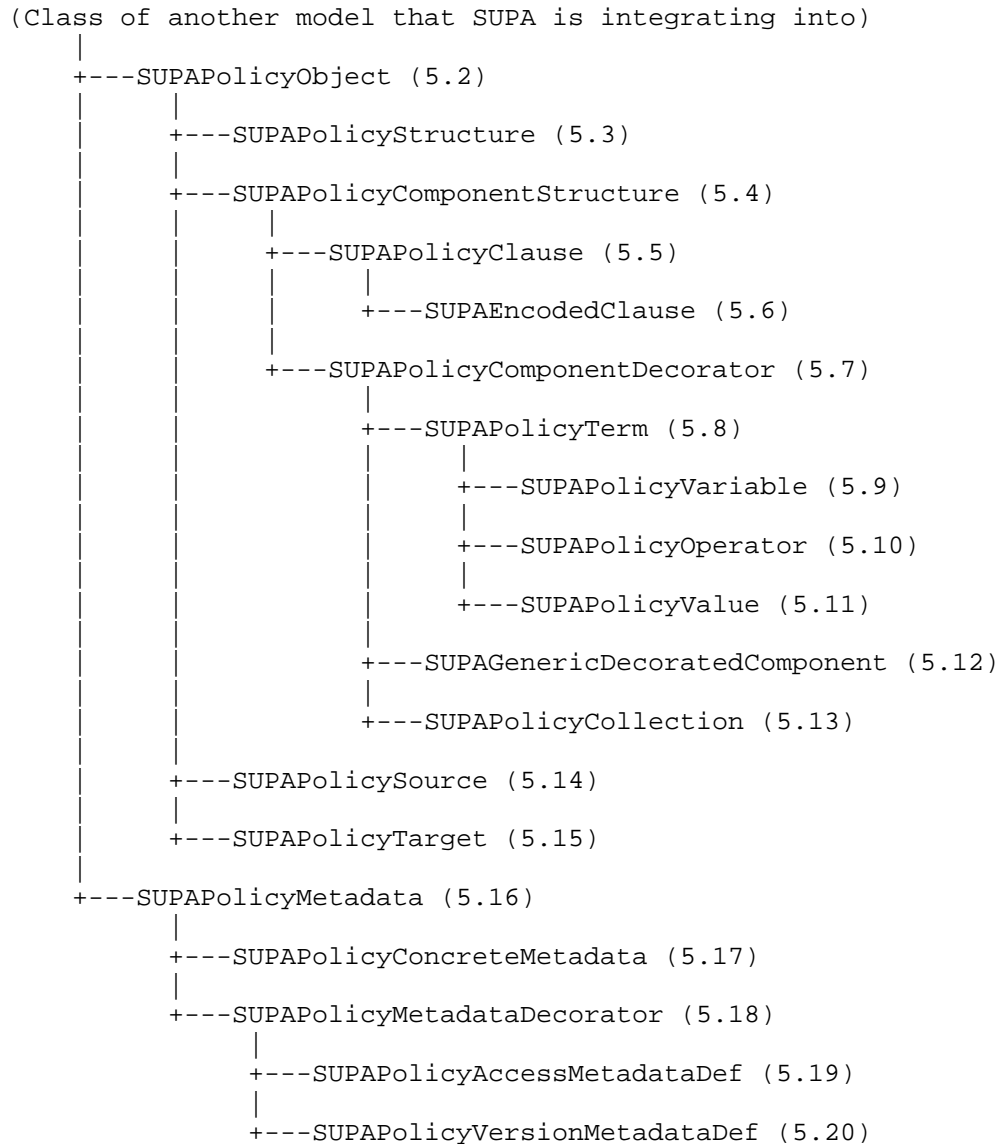 (Class of another model that SUPA is integrating into)
+---SUPAPolicyObject (5.2)
+---SUPAPolicyStructure (5.3)
+---SUPAPolicyComponentStructure (5.4)
+---SUPAPolicyClause (5.5)
+---SUPAEncodedClause (5.6)
+---SUPAPolicyComponentDecorator (5.7)
+---SUPAPolicyTerm (5.8)
+---SUPAPolicyVariable (5.9)
+---SUPAPolicyOperator (5.10)
+---SUPAPolicyValue (5.11)
+---SUPAGenericDecoratedComponent (5.12)
+---SUPAPolicyCollection (5.13)
+---SUPAPolicySource (5.14)
+---SUPAPolicyTarget (5.15)
+---SUPAPolicyMetadata (5.16)
+---SUPAPolicyConcreteMetadata (5.17)
+---SUPAPolicyMetadataDecorator (5.18)
+---SUPAPolicyAccessMetadataDef (5.19)
+---SUPAPolicyVersionMetadataDef (5.20)